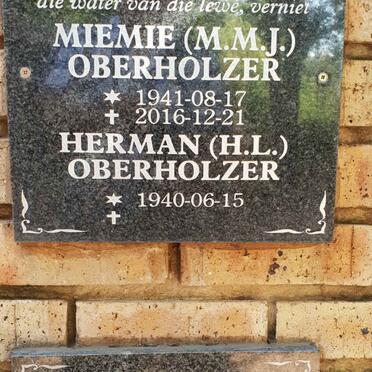 die water van die lewe, verniet
MIEMIE (M.M.J.)
OBERHOLZER
✶ 1941-08-17
✝ 2016-12-21
HERMAN (H.L.)
OBERHOLZER
✶ 1940-06-15
✝